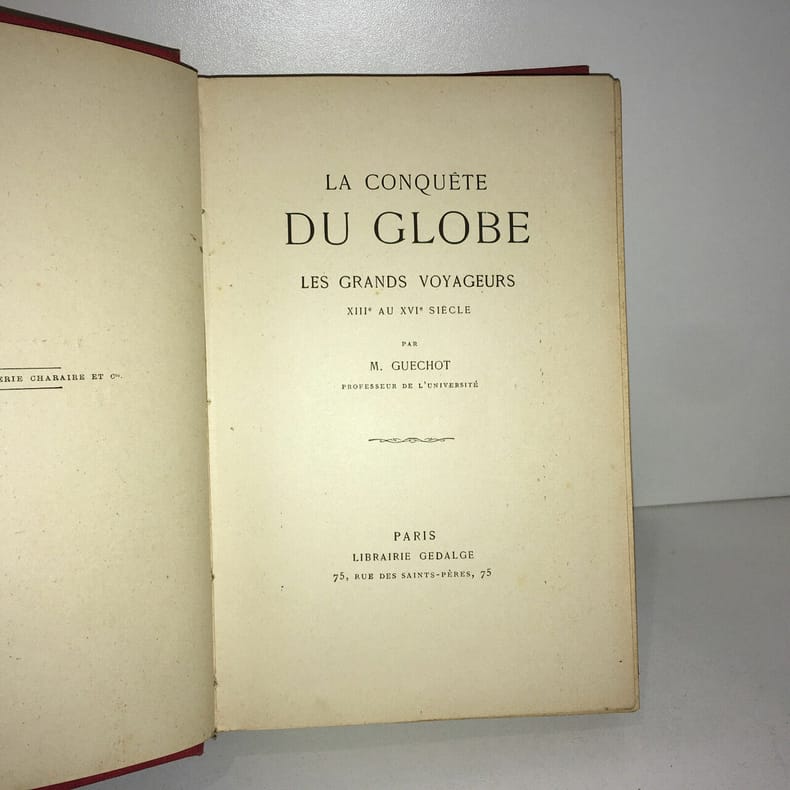 ERIE CHARAIRE ET Cie.
LA CONQUÊTE
DU GLOBE
LES GRANDS VOYAGEURS
XIIIe AU XVIe SIÈCLE
PAR
M. GUECHOT
PROFESSEUR DE L'UNIVERSITÉ
PARIS
LIBRAIRIE GEDALGE
75, RUE DES SAINTS-PÈRES, 75